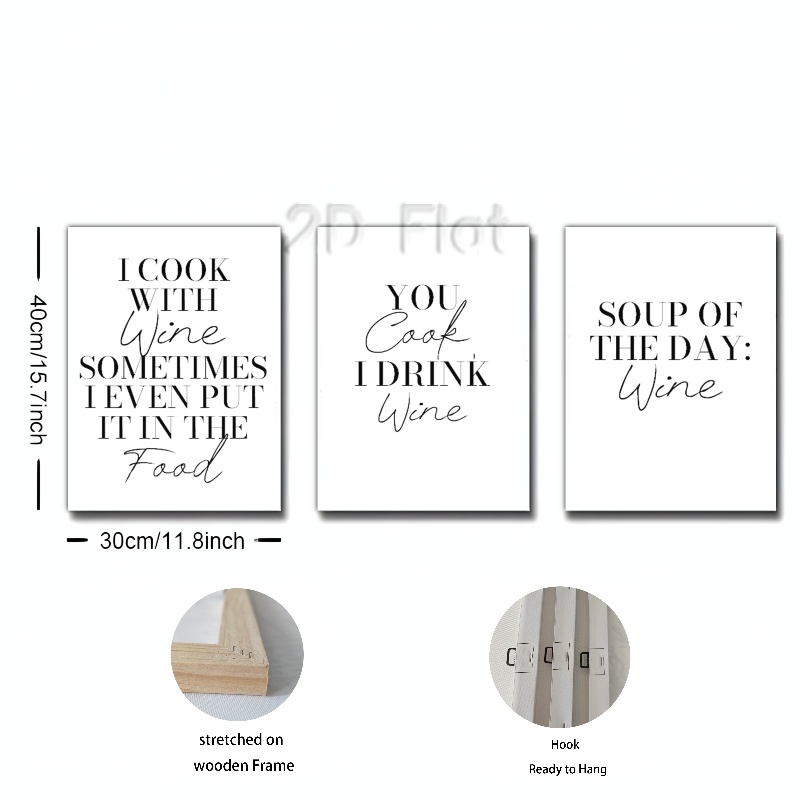 2D Flat
I COOK
WITH
Wine
SOMETIMES
I EVEN PUT
IT IN THE
Food
YOU
Cook
I DRINK
Wine
SOUP OF
THE DAY:
Wine
40cm/15.7inch
30cm/11.8inch
stretched on
wooden Frame
Hook
Ready to Hang